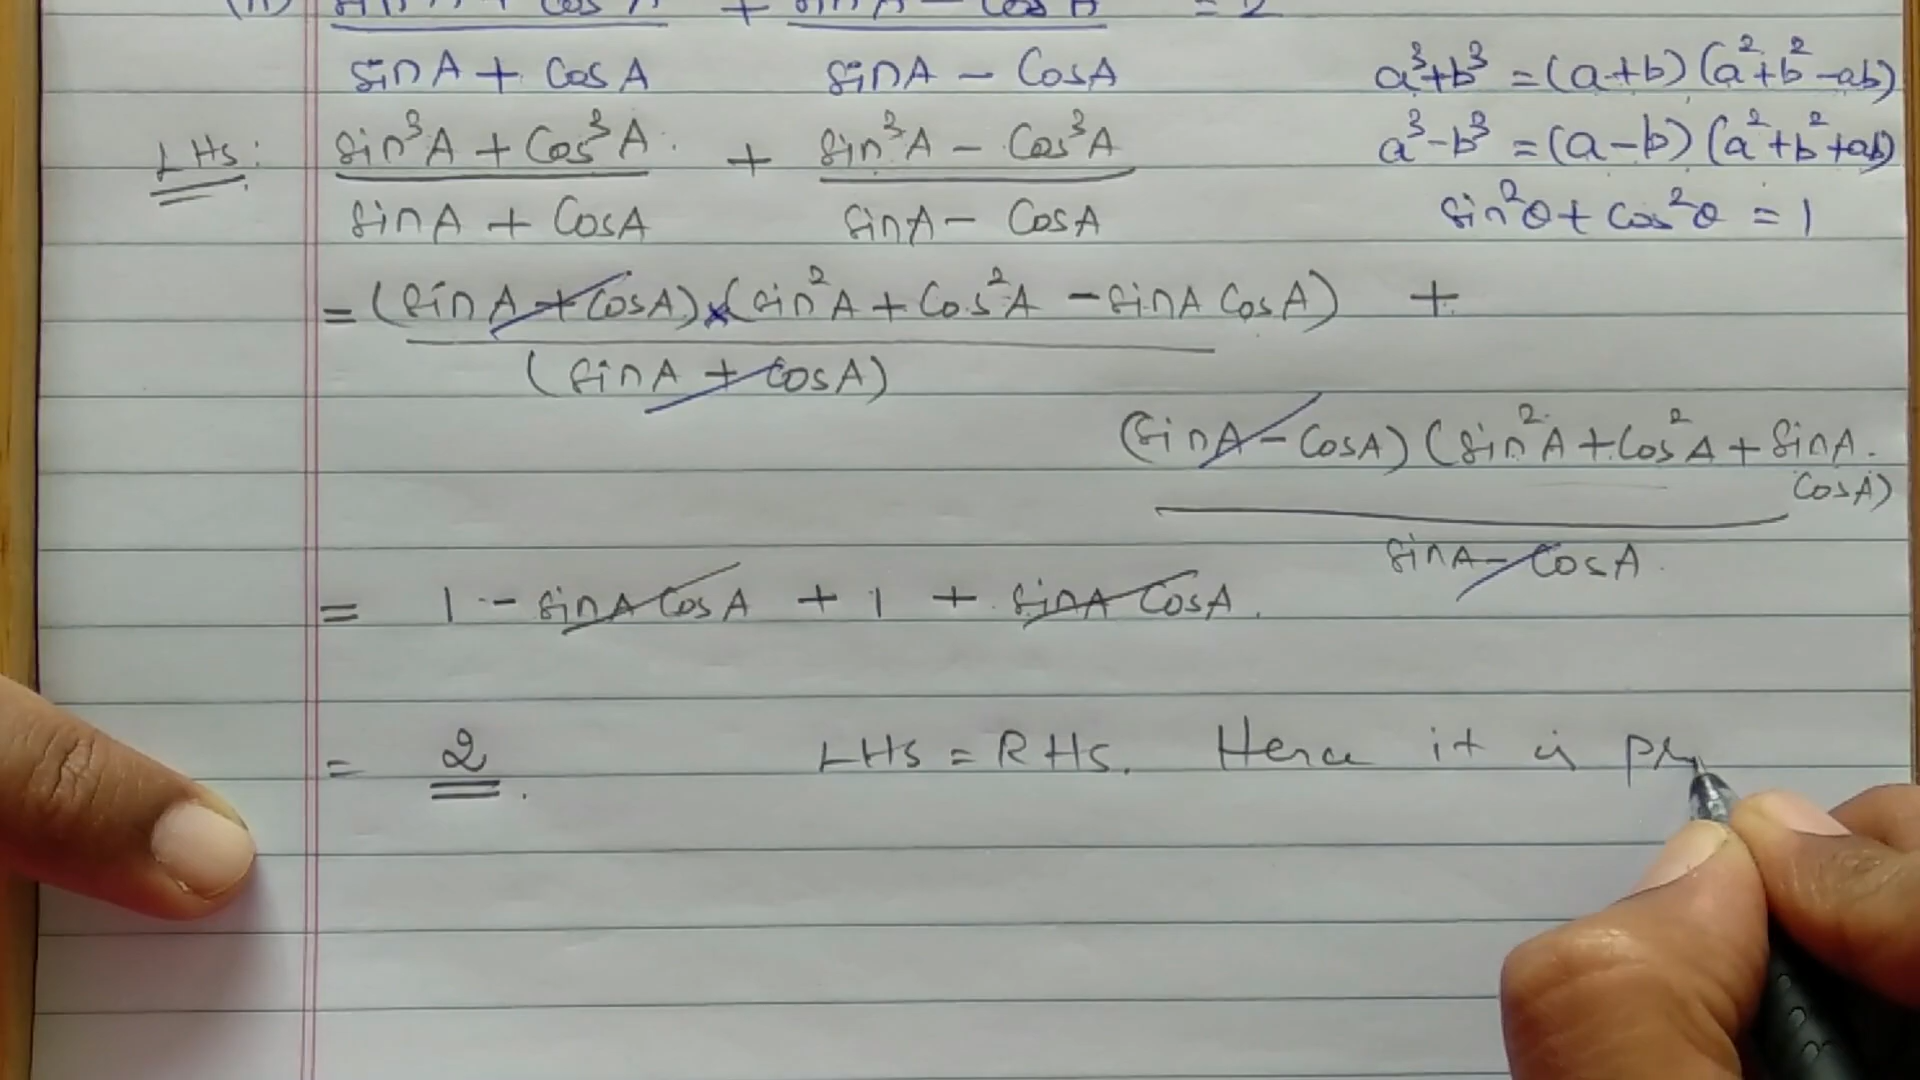 sinA + CosA sinA - CosA
a³+b³ = (a+b) (a²+b²-ab)
LHS: sin³A + Cos³A + sin³A - Cos³A
a³-b³ = (a-b) (a²+b²+ab)
sinA + CosA sinA - CosA
sin²θ + cos²θ = 1
= (sinA + CosA) x (sin²A + Cos²A - sinA CosA) +
(sinA + CosA)
(sinA - CosA) (sin²A + Cos²A + sinA.
CosA)
sinA - CosA
= 1 - sinA CosA + 1 + sinA CosA.
= 2. LHS = RHS. Hence it is